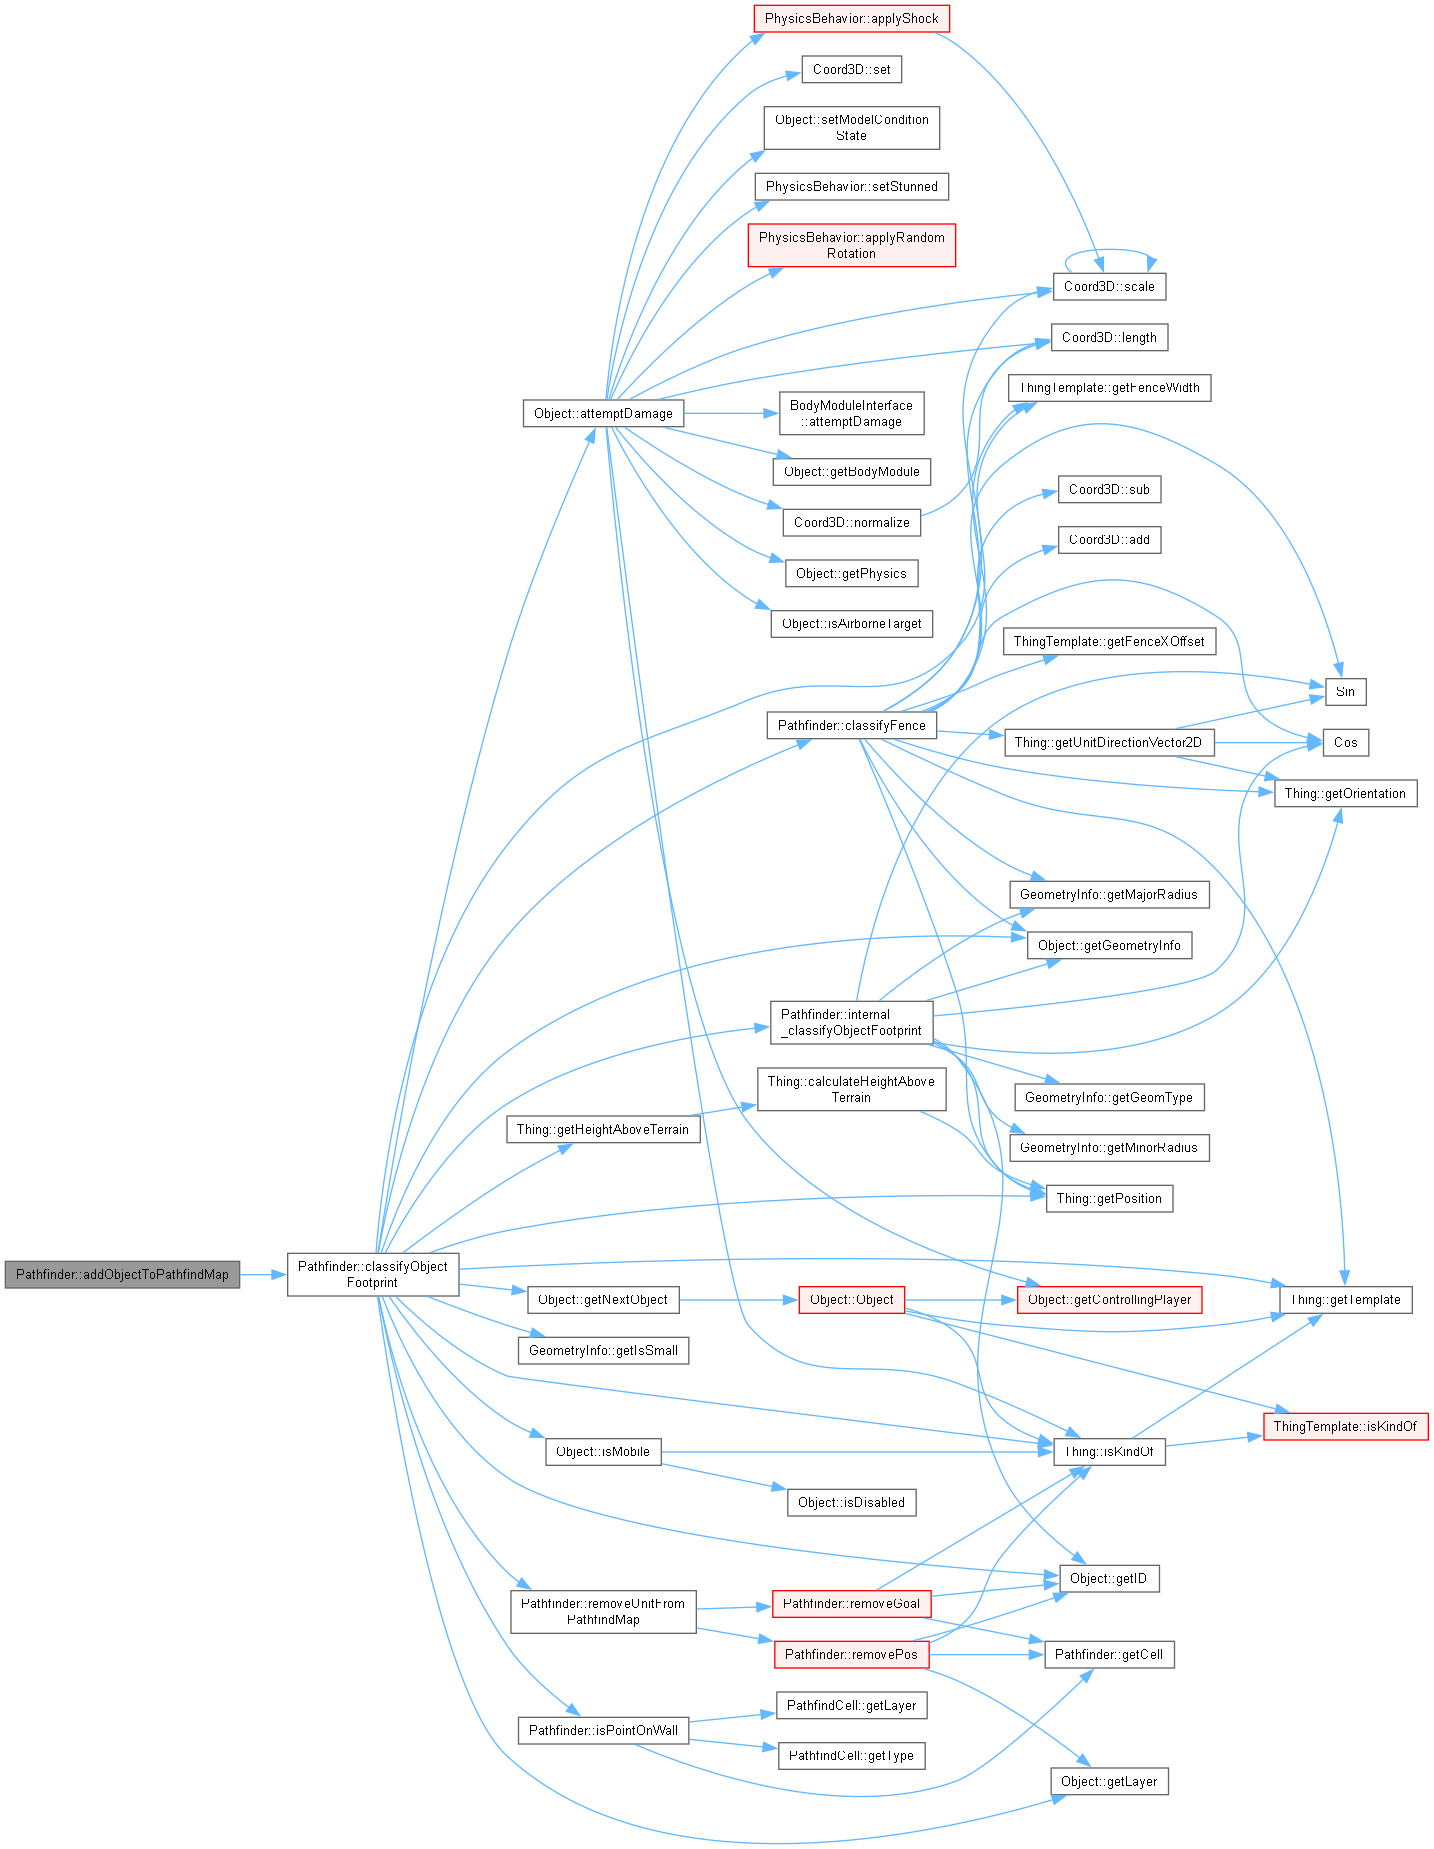 PhysicsBehavior::applyShock
Coord3D::set
Object::setModelCondition
State
PhysicsBehavior::setStunned
PhysicsBehavior::applyRandom
Rotation
Coord3D::scale
Coord3D::length
ThingTemplate::getFenceWidth
Object::attemptDamage
BodyModuleInterface
::attemptDamage
Object::getBodyModule
Coord3D::sub
Coord3D::normalize
Coord3D::add
Object::getPhysics
Object::isAirborneTarget
ThingTemplate::getFenceXOffset
Sin
Pathfinder::classifyFence
Thing::getUnitDirectionVector2D
Cos
Thing::getOrientation
GeometryInfo::getMajorRadius
Object::getGeometryInfo
Pathfinder::internal
_classifyObjectFootprint
Thing::calculateHeightAbove
Terrain
GeometryInfo::getGeomType
Thing::getHeightAboveTerrain
GeometryInfo::getMinorRadius
Thing::getPosition
Pathfinder::addObjectToPathfindMap
Pathfinder::classifyObject
Footprint
Object::getNextObject
Object::Object
Object::getControllingPlayer
Thing::getTemplate
GeometryInfo::getIsSmall
ThingTemplate::isKindOf
Object::isMobile
Thing::isKindOf
Object::isDisabled
Object::getID
Pathfinder::removeUnitFrom
PathfindMap
Pathfinder::removeGoal
Pathfinder::removePos
Pathfinder::getCell
PathfindCell::getLayer
Pathfinder::isPointOnWall
PathfindCell::getType
Object::getLayer